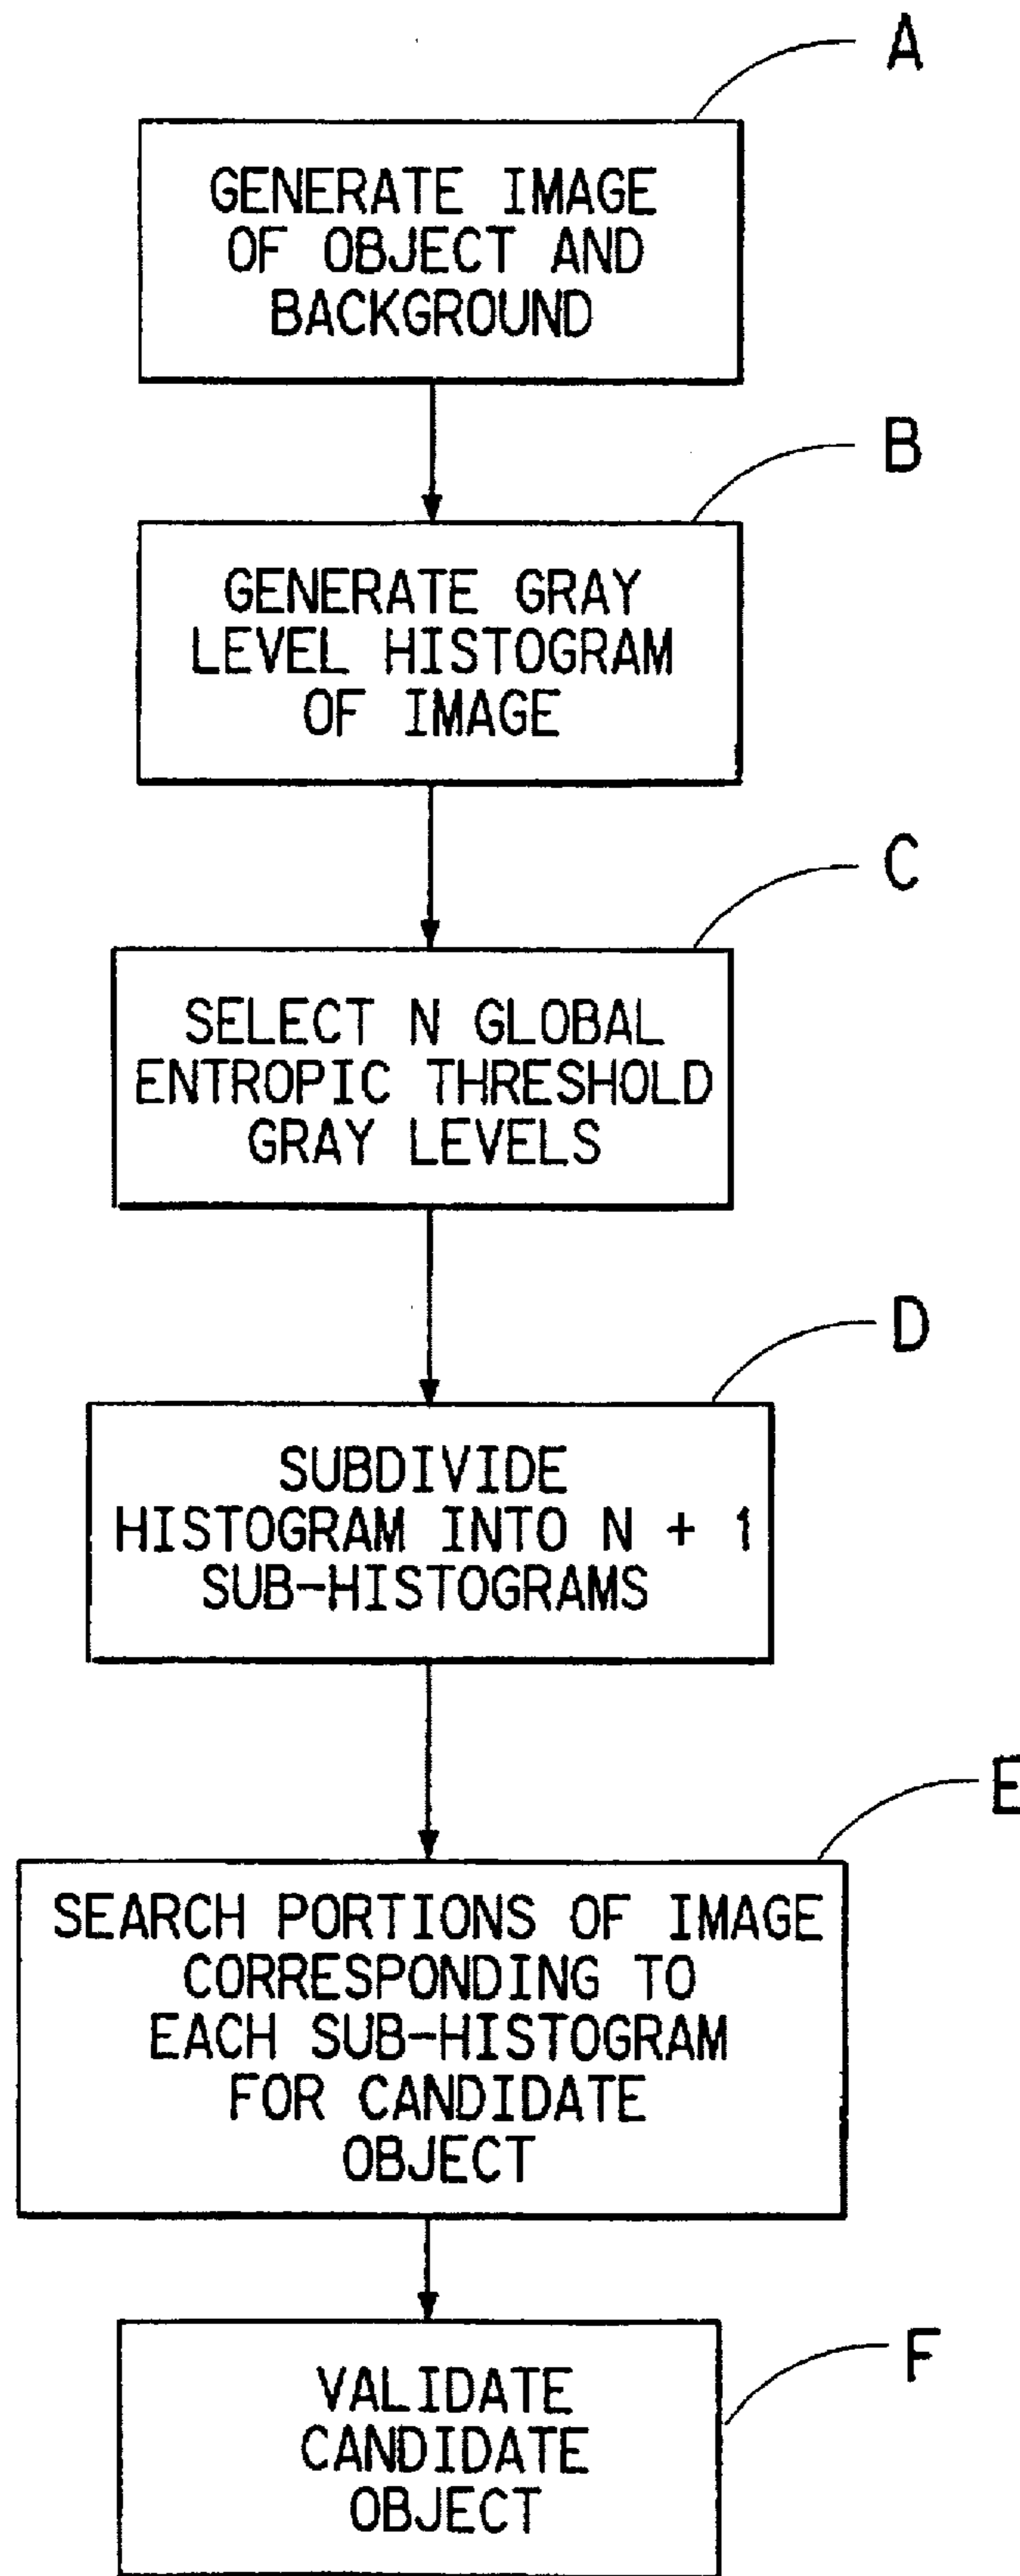 A
GENERATE IMAGE
OF OBJECT AND
BACKGROUND
B
GENERATE GRAY
LEVEL HISTOGRAM
OF IMAGE
C
SELECT N GLOBAL
ENTROPIC THRESHOLD
GRAY LEVELS
D
SUBDIVIDE
HISTOGRAM INTO N + 1
SUB-HISTOGRAMS
E
SEARCH PORTIONS OF IMAGE
CORRESPONDING TO
EACH SUB-HISTOGRAM
FOR CANDIDATE
OBJECT
F
VALIDATE
CANDIDATE
OBJECT